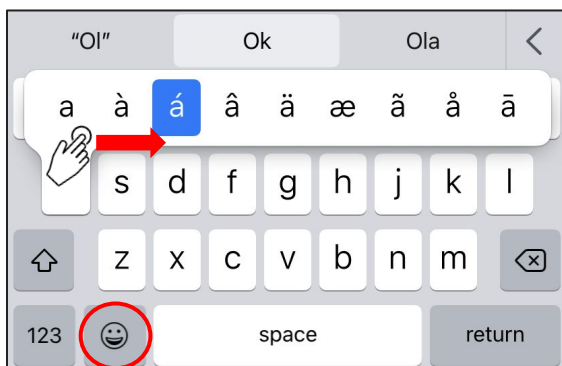 “Ol” Ok Ola
a à á â ä æ ã å ā
s d f g h j k l
z x c v b n m
123 space return